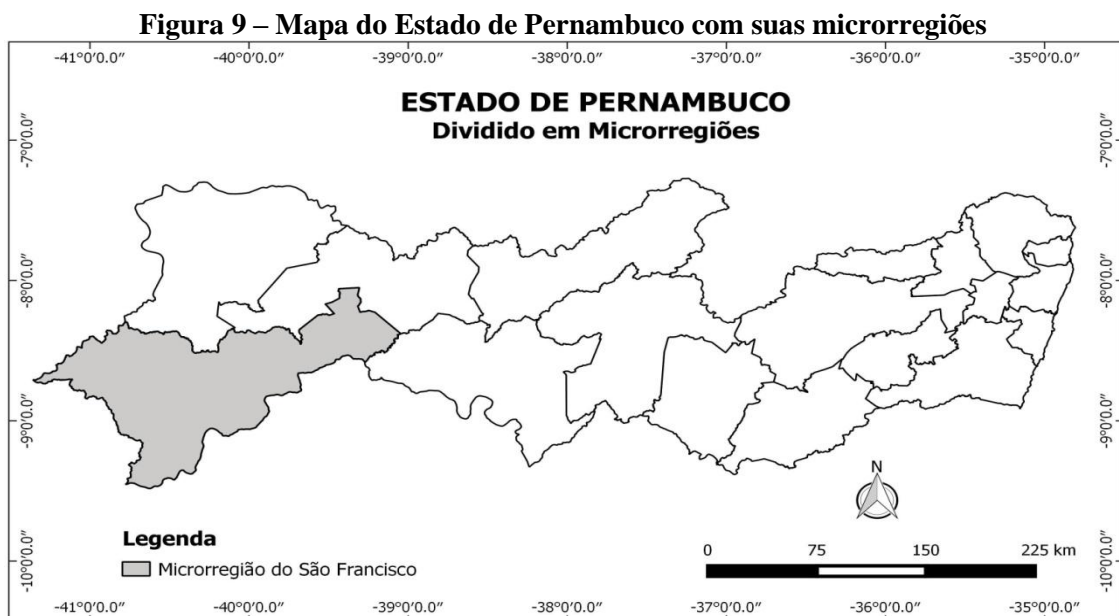 Figura 9 – Mapa do Estado de Pernambuco com suas microrregiões
-41°0'0.0" -40°0'0.0" -39°0'0.0" -38°0'0.0" -37°0'0.0" -36°0'0.0" -35°0'0.0"
ESTADO DE PERNAMBUCO
Dividido em Microrregiões
-7°0'0.0" -7°0'0.0"
-8°0'0.0" -8°0'0.0"
-9°0'0.0" -9°0'0.0"
N
Legenda
Microrregião do São Francisco
0 75 150 225 km
-10°0'0.0" -10°0'0.0"
-41°0'0.0" -40°0'0.0" -39°0'0.0" -38°0'0.0" -37°0'0.0" -36°0'0.0" -35°0'0.0"